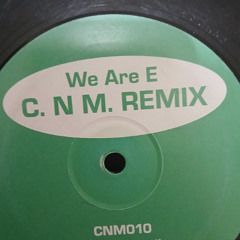 We Are E
C. N M. REMIX
CNM010